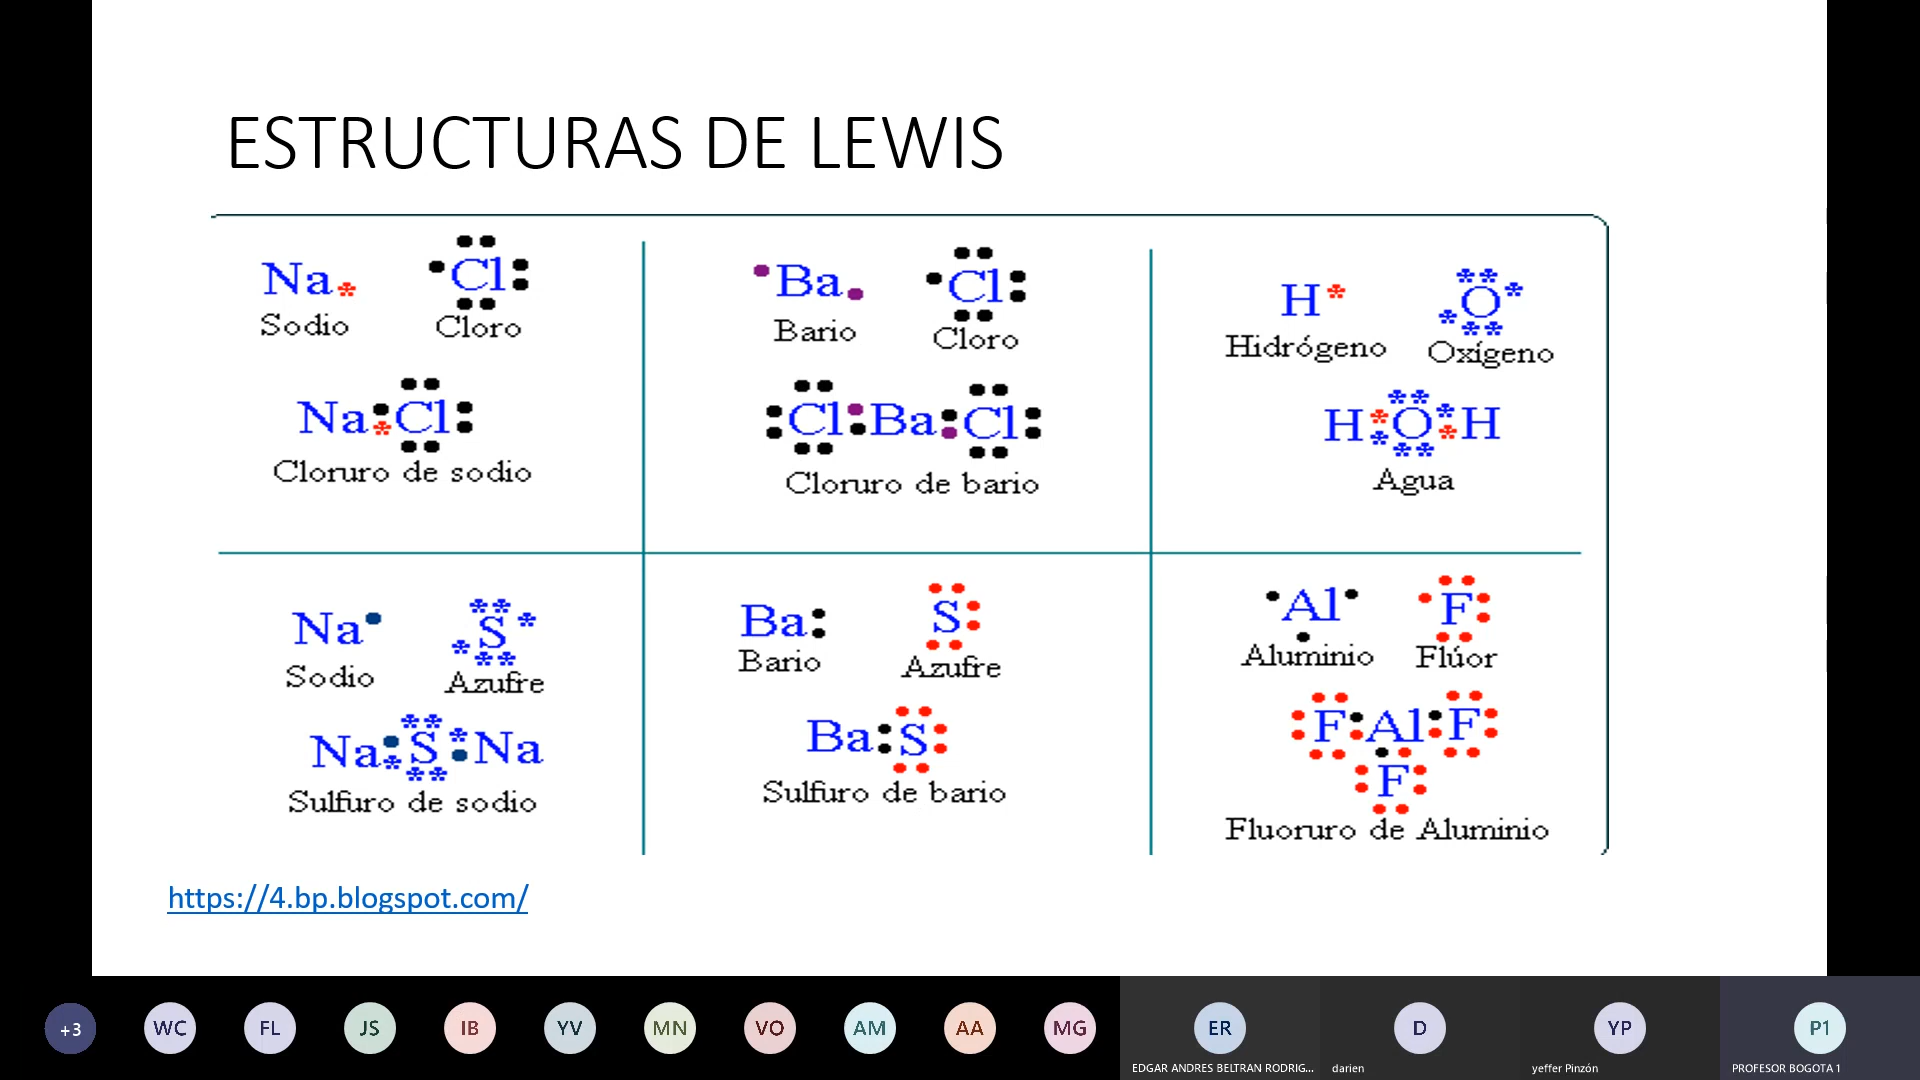 ESTRUCTURAS DE LEWIS
Na Cl
Sodio Cloro
Na Cl
Cloruro de sodio
Ba Cl
Bario Cloro
Cl Ba Cl
Cloruro de bario
H O
Hidrógeno Oxígeno
H O H
Agua
Na S
Sodio Azufre
Na S Na
Sulfuro de sodio
Ba S
Bario Azufre
Ba S
Sulfuro de bario
Al F
Aluminio Flúor
F Al F
F
Fluoruro de Aluminio
https://4.bp.blogspot.com/
+3 WC FL JS IB YV MN VO AM AA MG ER D YP P1
EDGAR ANDRES BELTRAN RODRIG... darien yeffer Pinzón PROFESOR BOGOTA 1